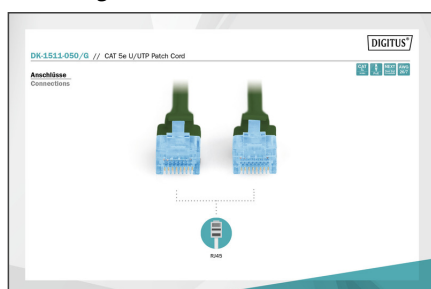 DIGITUS®
DK-1511-050/G // CAT 5e U/UTP Patch Cord
Anschlüsse
Connections
RJ45